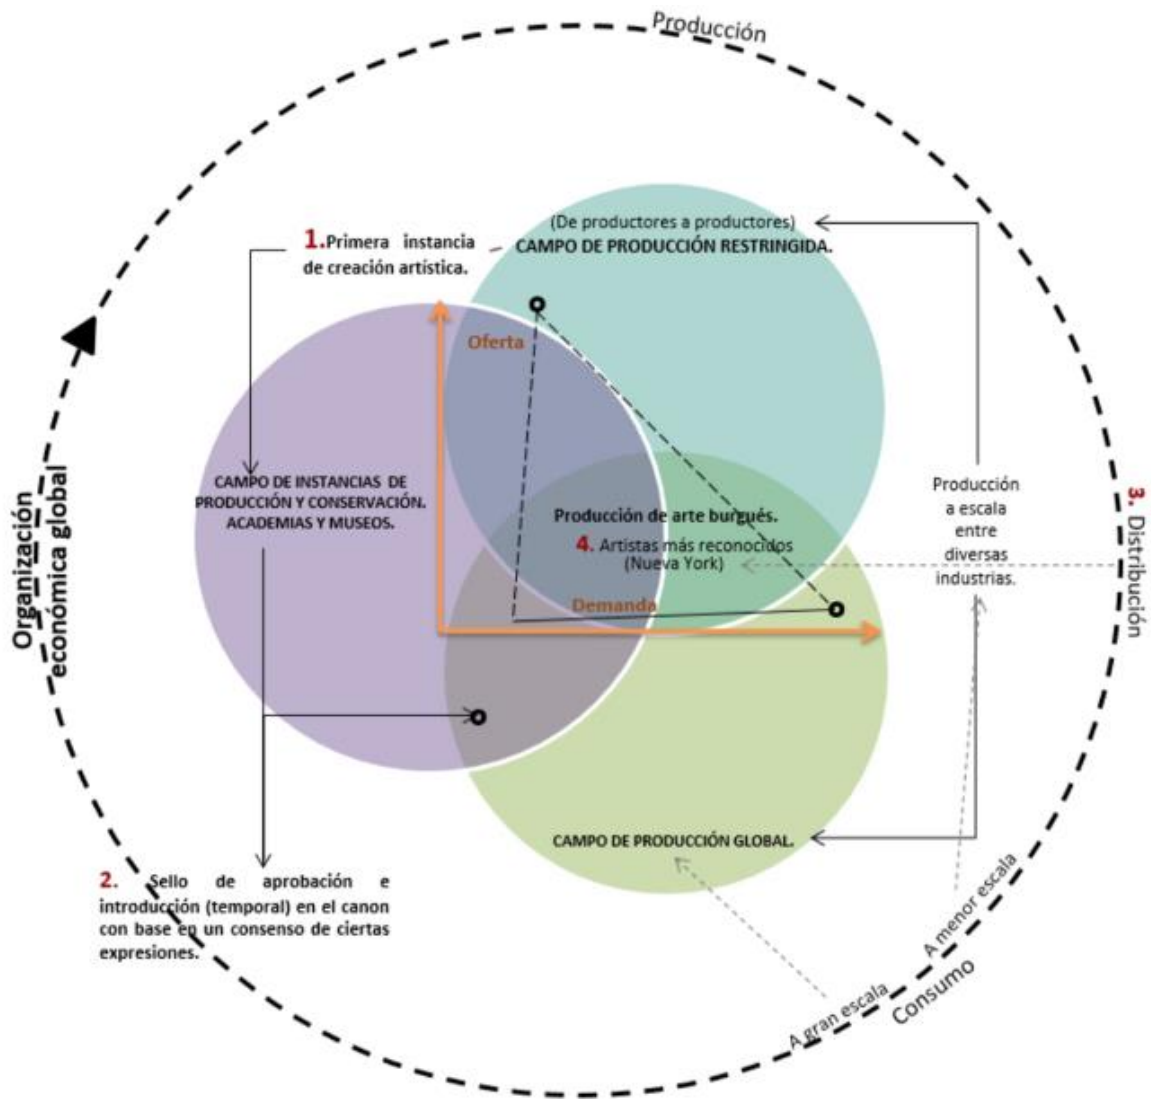 Producción
(De productores a productores)
CAMPO DE PRODUCCIÓN RESTRINGIDA.
1.Primera instancia
de creación artística.
Oferta
Organización
económica global
CAMPO DE INSTANCIAS DE
PRODUCCIÓN Y CONSERVACIÓN.
ACADEMIAS Y MUSEOS.
Producción de arte burgués.
4. Artistas más reconocidos
(Nueva York)
Producción
a escala
entre
diversas
industrias.
3. Distribución
Demanda
CAMPO DE PRODUCCIÓN GLOBAL.
2. Sello de aprobación e
introducción (temporal) en el canon
con base en un consenso de ciertas
expresiones.
A menor escala
A gran escala
Consumo